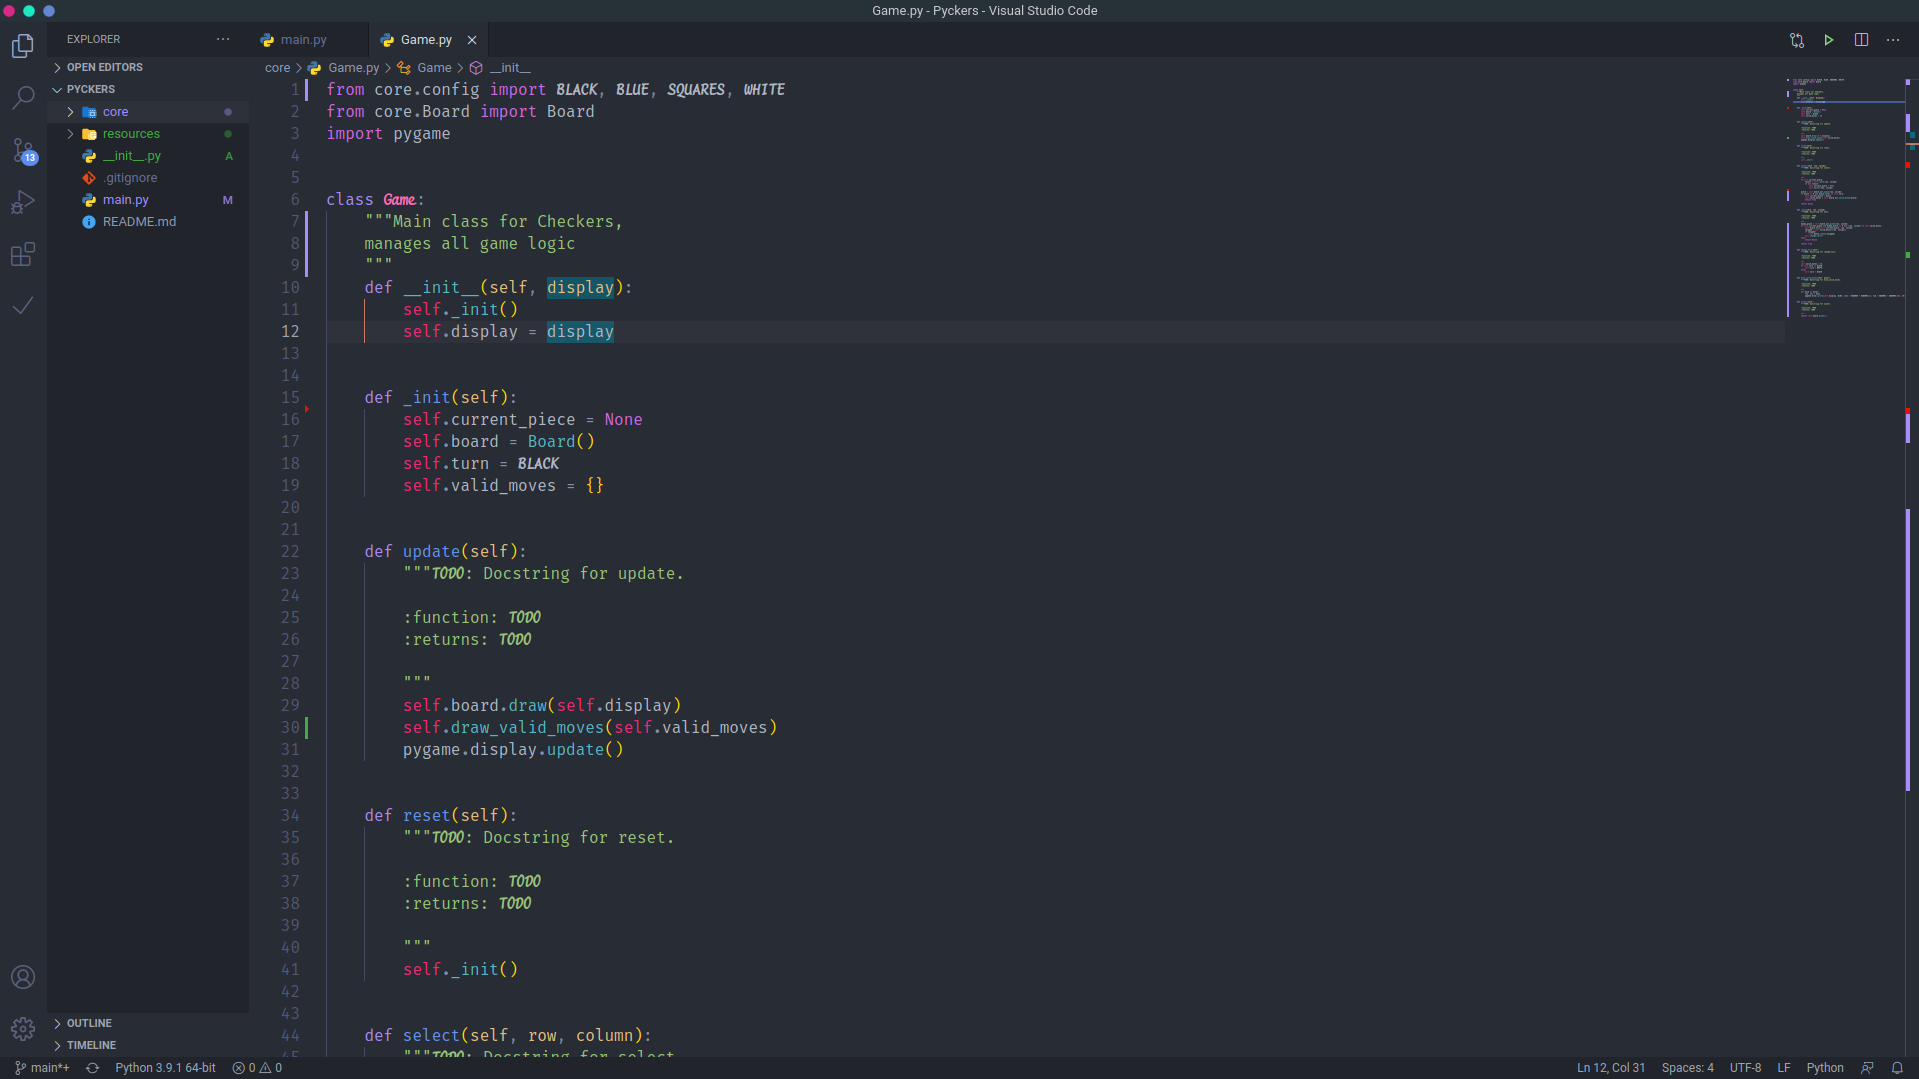 Game.py - Pyckers - Visual Studio Code
EXPLORER
main.py
Game.py
OPEN EDITORS
PYCKERS
core
resources
__init__.py A
.gitignore
main.py M
README.md
OUTLINE
TIMELINE
13
core > Game.py > Game > __init__
1 from core.config import BLACK, BLUE, SQUARES, WHITE
2 from core.Board import Board
3 import pygame
4
5
6 class Game:
7 """Main class for Checkers,
8 manages all game logic
9 """
10 def __init__(self, display):
11 self._init()
12 self.display = display
13
14
15 def _init(self):
16 self.current_piece = None
17 self.board = Board()
18 self.turn = BLACK
19 self.valid_moves = {}
20
21
22 def update(self):
23 """TODO: Docstring for update.
24
25 :function: TODO
26 :returns: TODO
27
28 """
29 self.board.draw(self.display)
30 self.draw_valid_moves(self.valid_moves)
31 pygame.display.update()
32
33
34 def reset(self):
35 """TODO: Docstring for reset.
36
37 :function: TODO
38 :returns: TODO
39
40 """
41 self._init()
42
43
44 def select(self, row, column):
45 """TODO: Docstring for select
main*+
Python 3.9.1 64-bit
0 0
Ln 12, Col 31
Spaces: 4
UTF-8
LF
Python